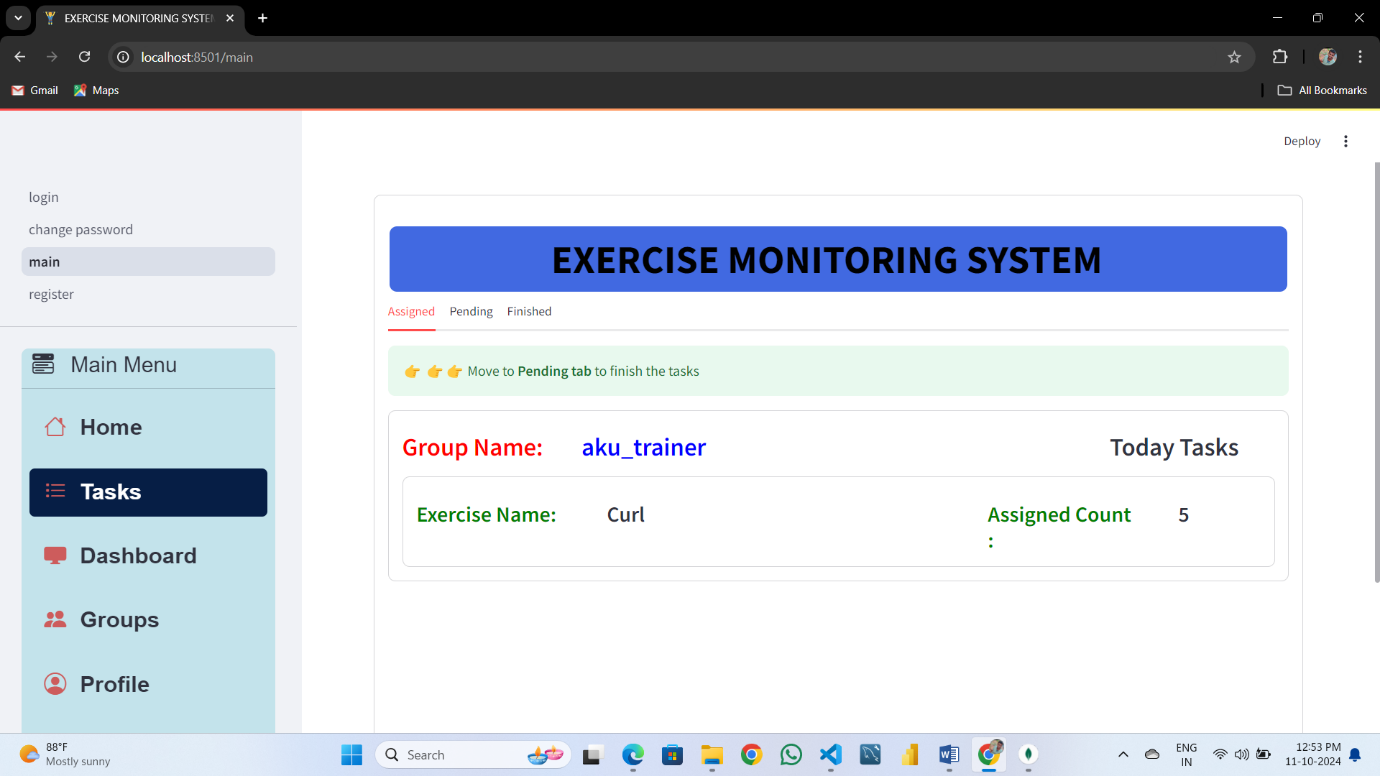 EXERCISE MONITORING SYSTEM
localhost:8501/main
Gmail
Maps
All Bookmarks
Deploy
login
change password
main
register
Main Menu
Home
Tasks
Dashboard
Groups
Profile
EXERCISE MONITORING SYSTEM
Assigned Pending Finished
👉 👉 👉 Move to Pending tab to finish the tasks
Group Name: aku_trainer Today Tasks
Exercise Name: Curl Assigned Count 5
:
88°F
Mostly sunny
Search
ENG
IN
12:53 PM
11-10-2024